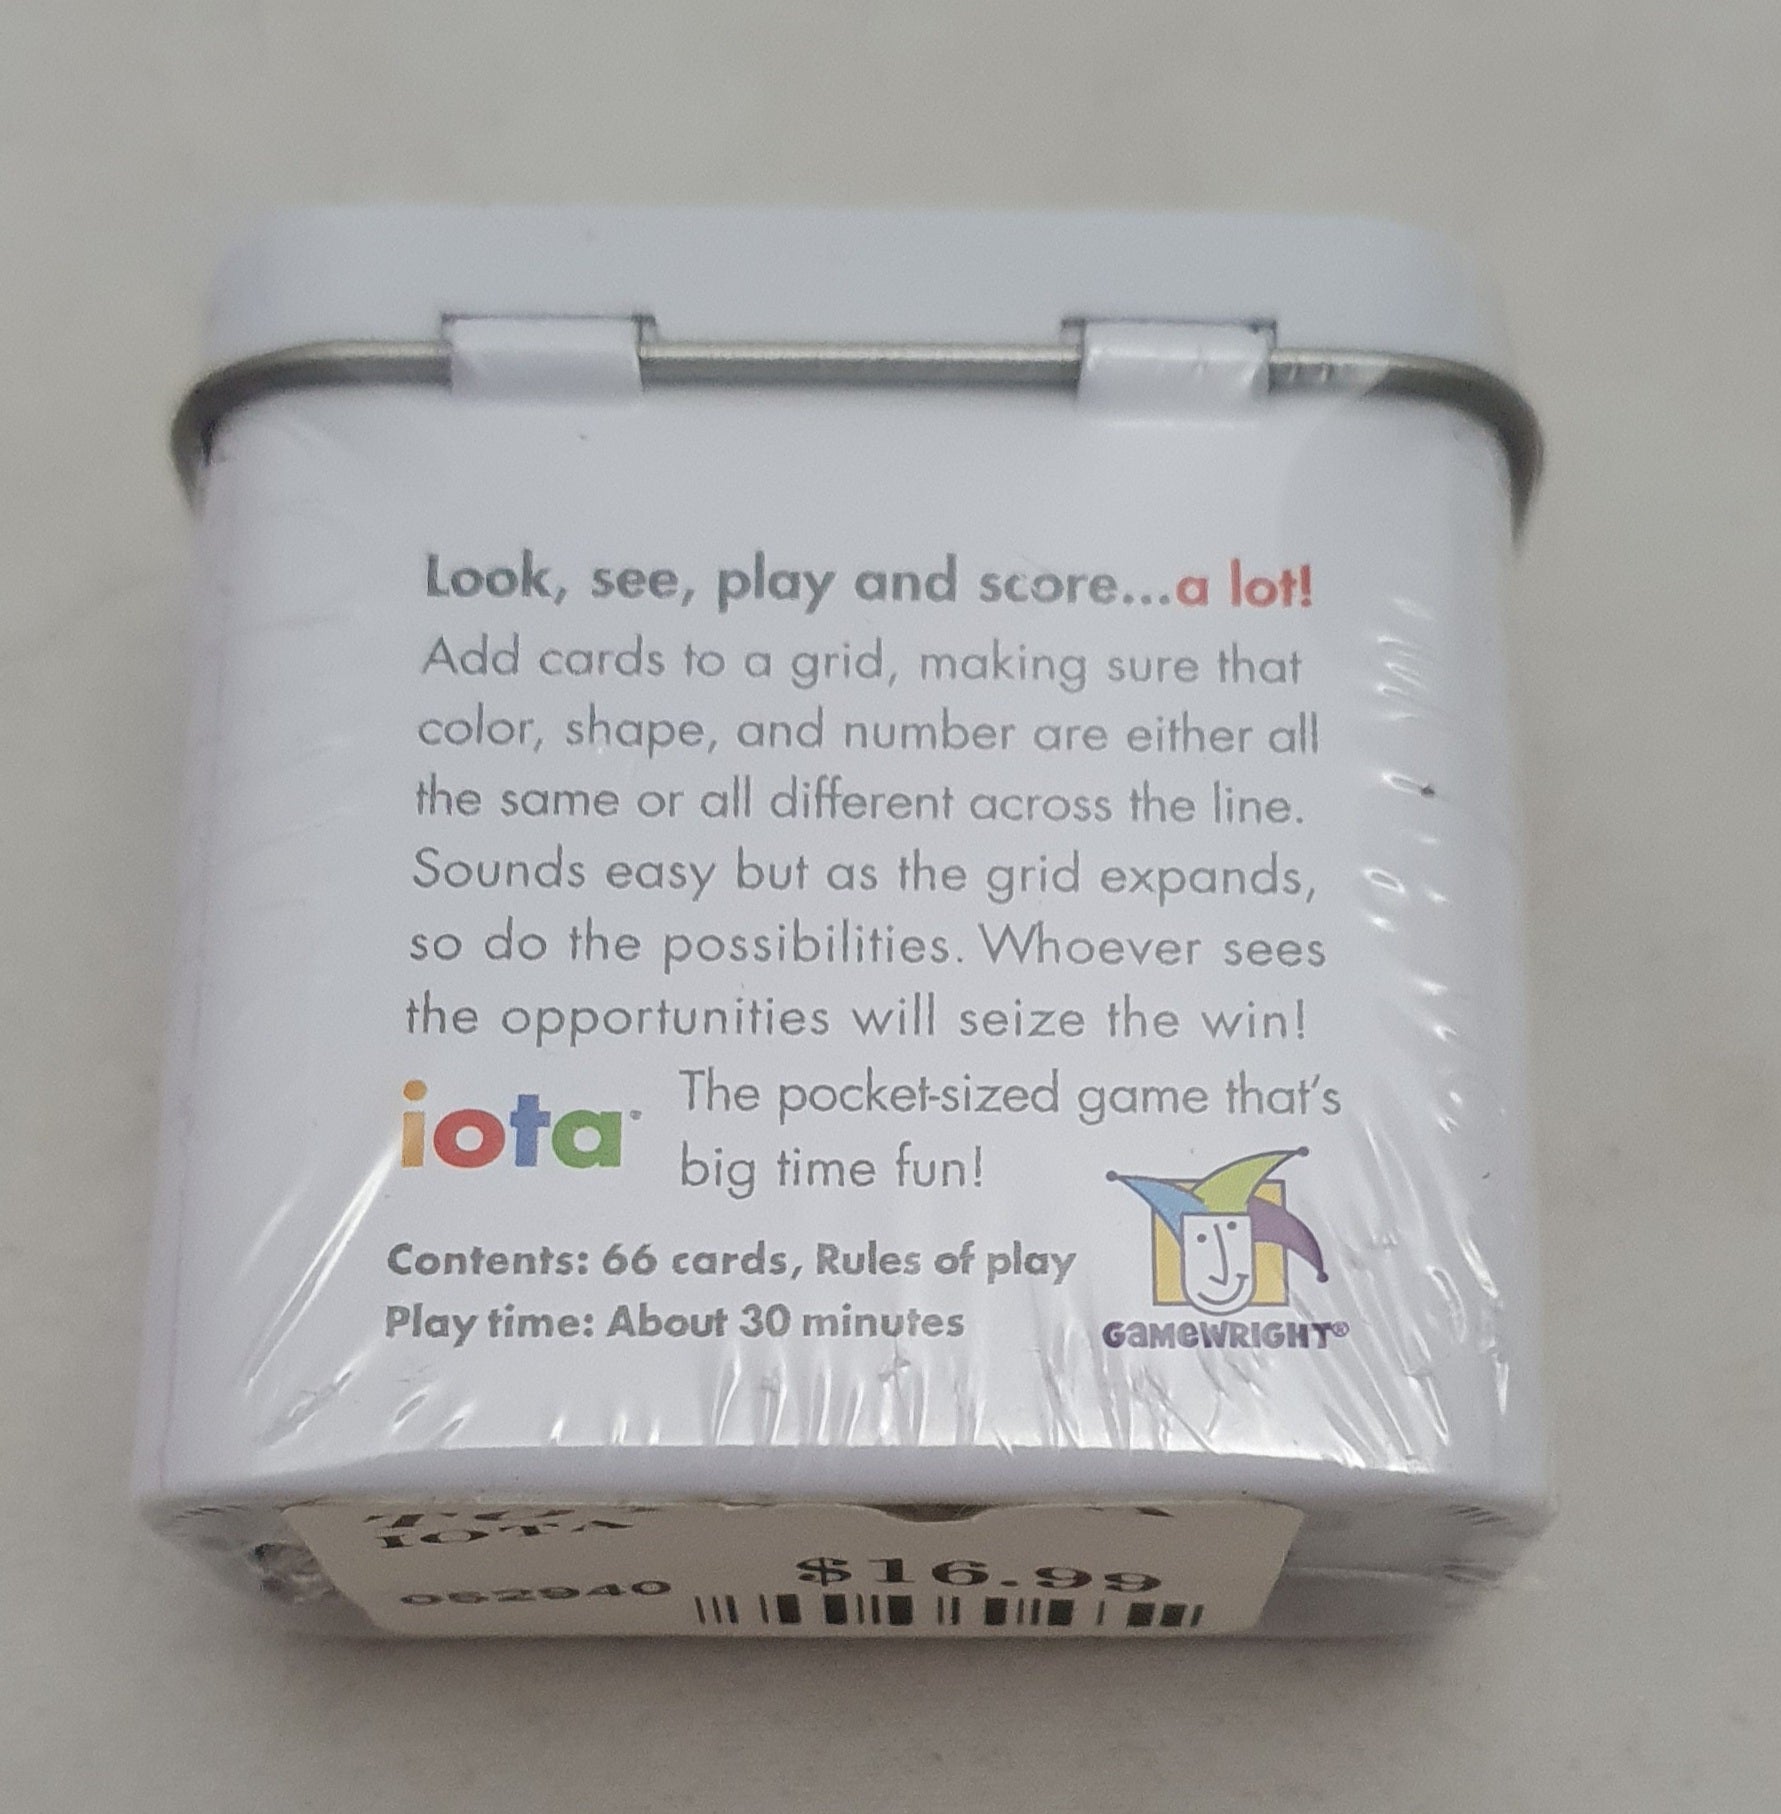 Look, see, play and score...a lot!
Add cards to a grid, making sure that
color, shape, and number are either all
the same or all different across the line.
Sounds easy but as the grid expands,
so do the possibilities. Whoever sees
the opportunities will seize the win!
iota
The pocket-sized game that's
big time fun!
Contents: 66 cards, Rules of play
Play time: About 30 minutes
GAMEWRIGHT®
IOTA
$16.99
052940